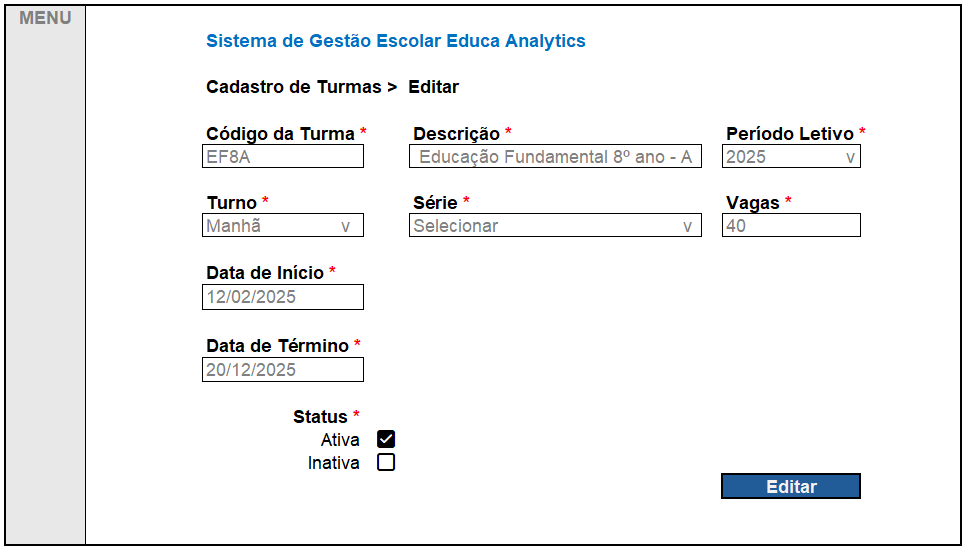 MENU
Sistema de Gestão Escolar Educa Analytics
Cadastro de Turmas > Editar
Código da Turma * Descrição * Período Letivo *
EF8A Educação Fundamental 8º ano - A 2025 v
Turno * Série * Vagas *
Manhã v Selecionar v 40
Data de Início *
12/02/2025
Data de Término *
20/12/2025
Status *
Ativa
Inativa
Editar